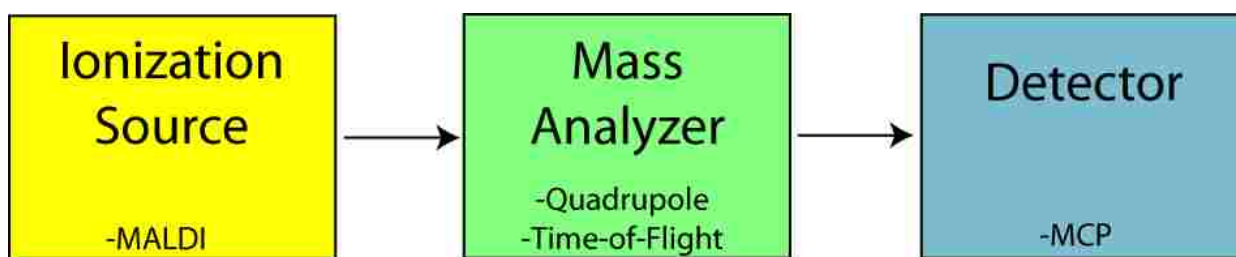 Ionization
Source
-MALDI
Mass
Analyzer
-Quadrupole
-Time-of-Flight
Detector
-MCP